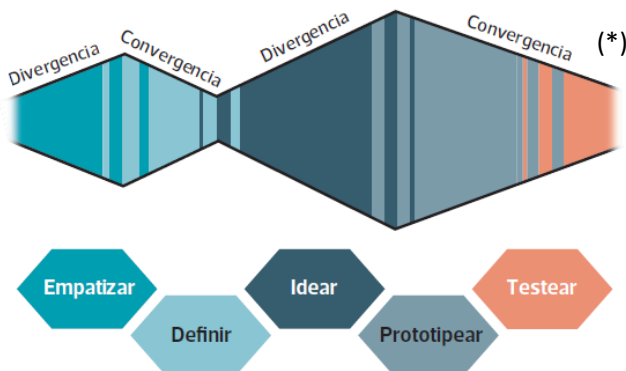 Divergencia
Convergencia
Divergencia
Convergencia
(*)
Empatizar
Definir
Idear
Prototipear
Testear